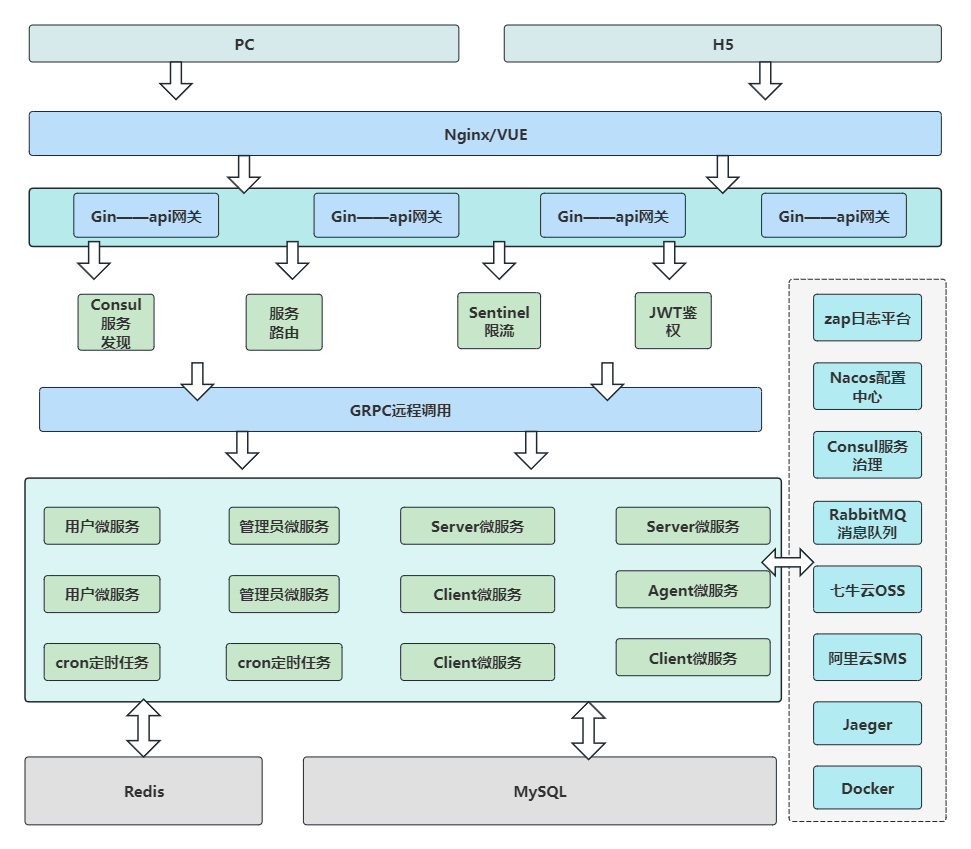 PC
H5
Nginx/VUE
Gin——api网关
Gin——api网关
Gin——api网关
Gin——api网关
Consul
服务
发现
服务
路由
Sentinel
限流
JWT鉴
权
GRPC远程调用
用户微服务
管理员微服务
Server微服务
Server微服务
用户微服务
管理员微服务
Client微服务
Agent微服务
cron定时任务
cron定时任务
Client微服务
Client微服务
zap日志平台
Nacos配置
中心
Consul服务
治理
RabbitMQ
消息队列
七牛云OSS
阿里云SMS
Jaeger
Docker
Redis
MySQL